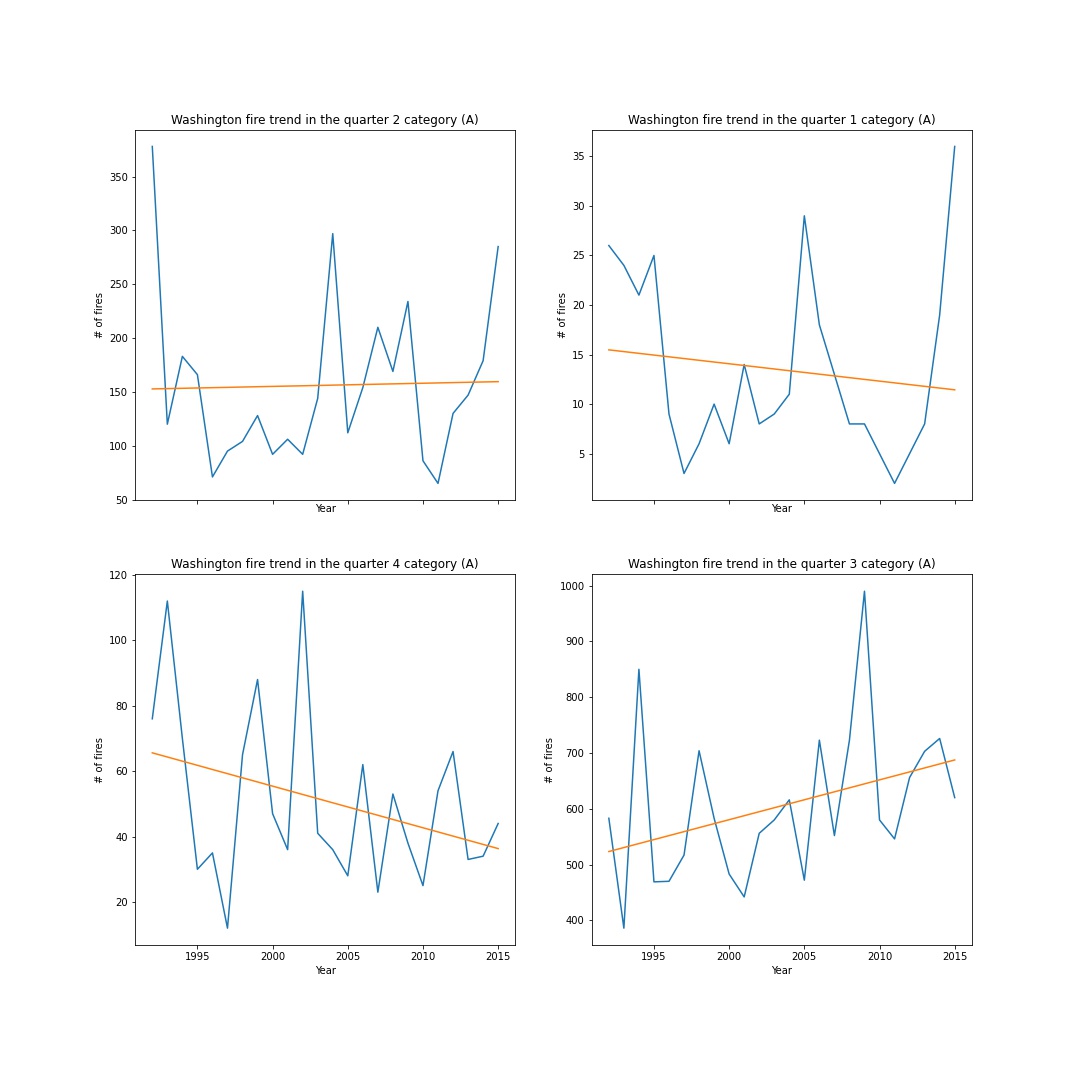 Washington fire trend in the quarter 2 category (A)
350
300
250
200
150
100
50
# of fires
Year
Washington fire trend in the quarter 1 category (A)
35
30
25
20
15
10
5
# of fires
Year
Washington fire trend in the quarter 4 category (A)
120
100
80
60
40
20
# of fires
1995 2000 2005 2010 2015
Year
Washington fire trend in the quarter 3 category (A)
1000
900
800
700
600
500
400
# of fires
1995 2000 2005 2010 2015
Year